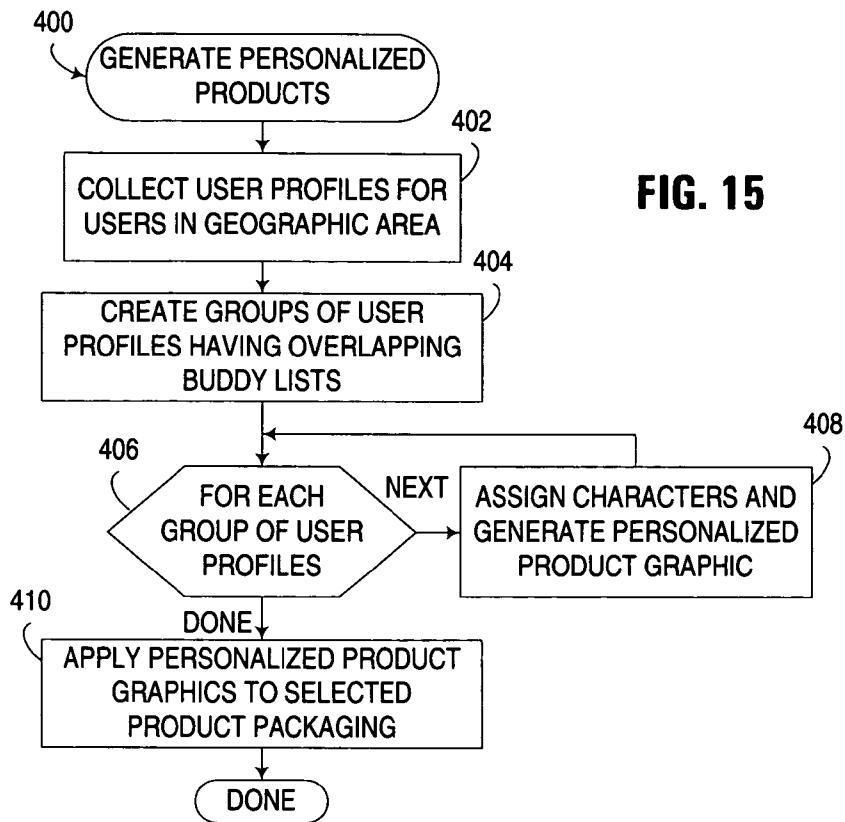 400
GENERATE PERSONALIZED
PRODUCTS
402
COLLECT USER PROFILES FOR
USERS IN GEOGRAPHIC AREA
FIG. 15
404
CREATE GROUPS OF USER
PROFILES HAVING OVERLAPPING
BUDDY LISTS
406
FOR EACH
GROUP OF USER
PROFILES
NEXT
408
ASSIGN CHARACTERS AND
GENERATE PERSONALIZED
PRODUCT GRAPHIC
DONE
410
APPLY PERSONALIZED PRODUCT
GRAPHICS TO SELECTED
PRODUCT PACKAGING
DONE